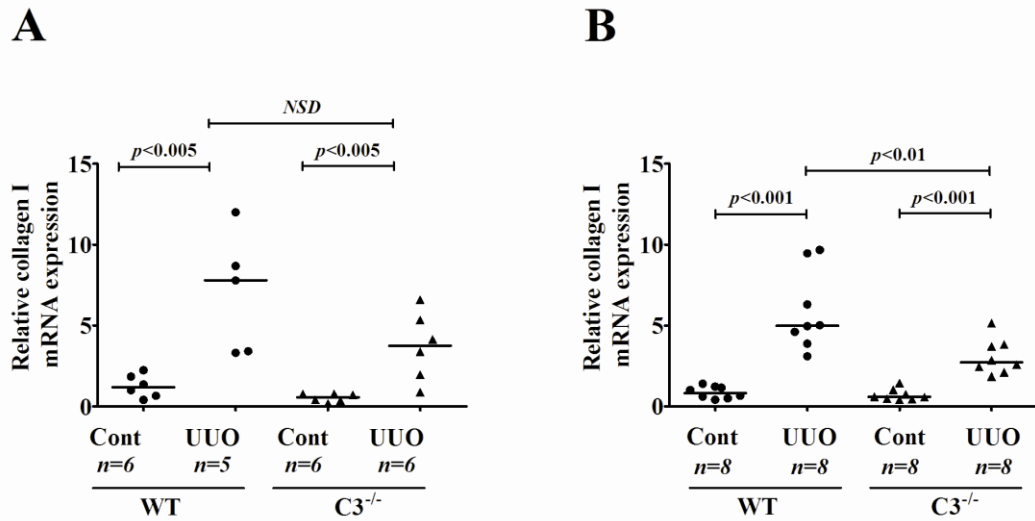 A
NSD
p<0.005
p<0.005
Relative collagen I
mRNA expression
15
10
5
0
Cont UUO Cont UUO
n=6 n=5 n=6 n=6
WT C3-/-
B
p<0.01
p<0.001
p<0.001
Relative collagen I
mRNA expression
15
10
5
0
Cont UUO Cont UUO
n=8 n=8 n=8 n=8
WT C3-/-